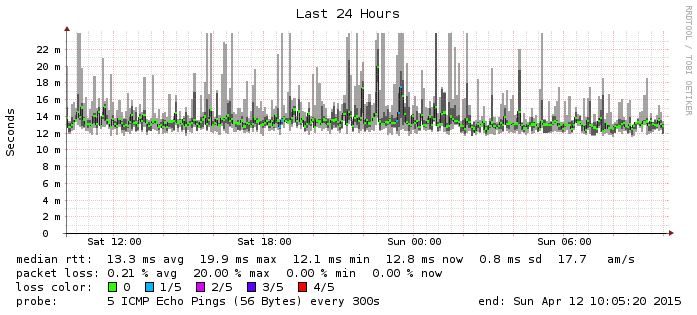 Last 24 Hours
RRDTOOL / TOBI OETIKER
Seconds
22 m
20 m
18 m
16 m
14 m
12 m
10 m
8 m
6 m
4 m
2 m
0
Sat 12:00 Sat 18:00 Sun 00:00 Sun 06:00
median rtt: 13.3 ms avg 19.9 ms max 12.1 ms min 12.8 ms now 0.8 ms sd 17.7 am/s
packet loss: 0.21 % avg 20.00 % max 0.00 % min 0.00 % now
loss color: 0 1/5 2/5 3/5 4/5
probe: 5 ICMP Echo Pings (56 Bytes) every 300s end: Sun Apr 12 10:05:20 2015